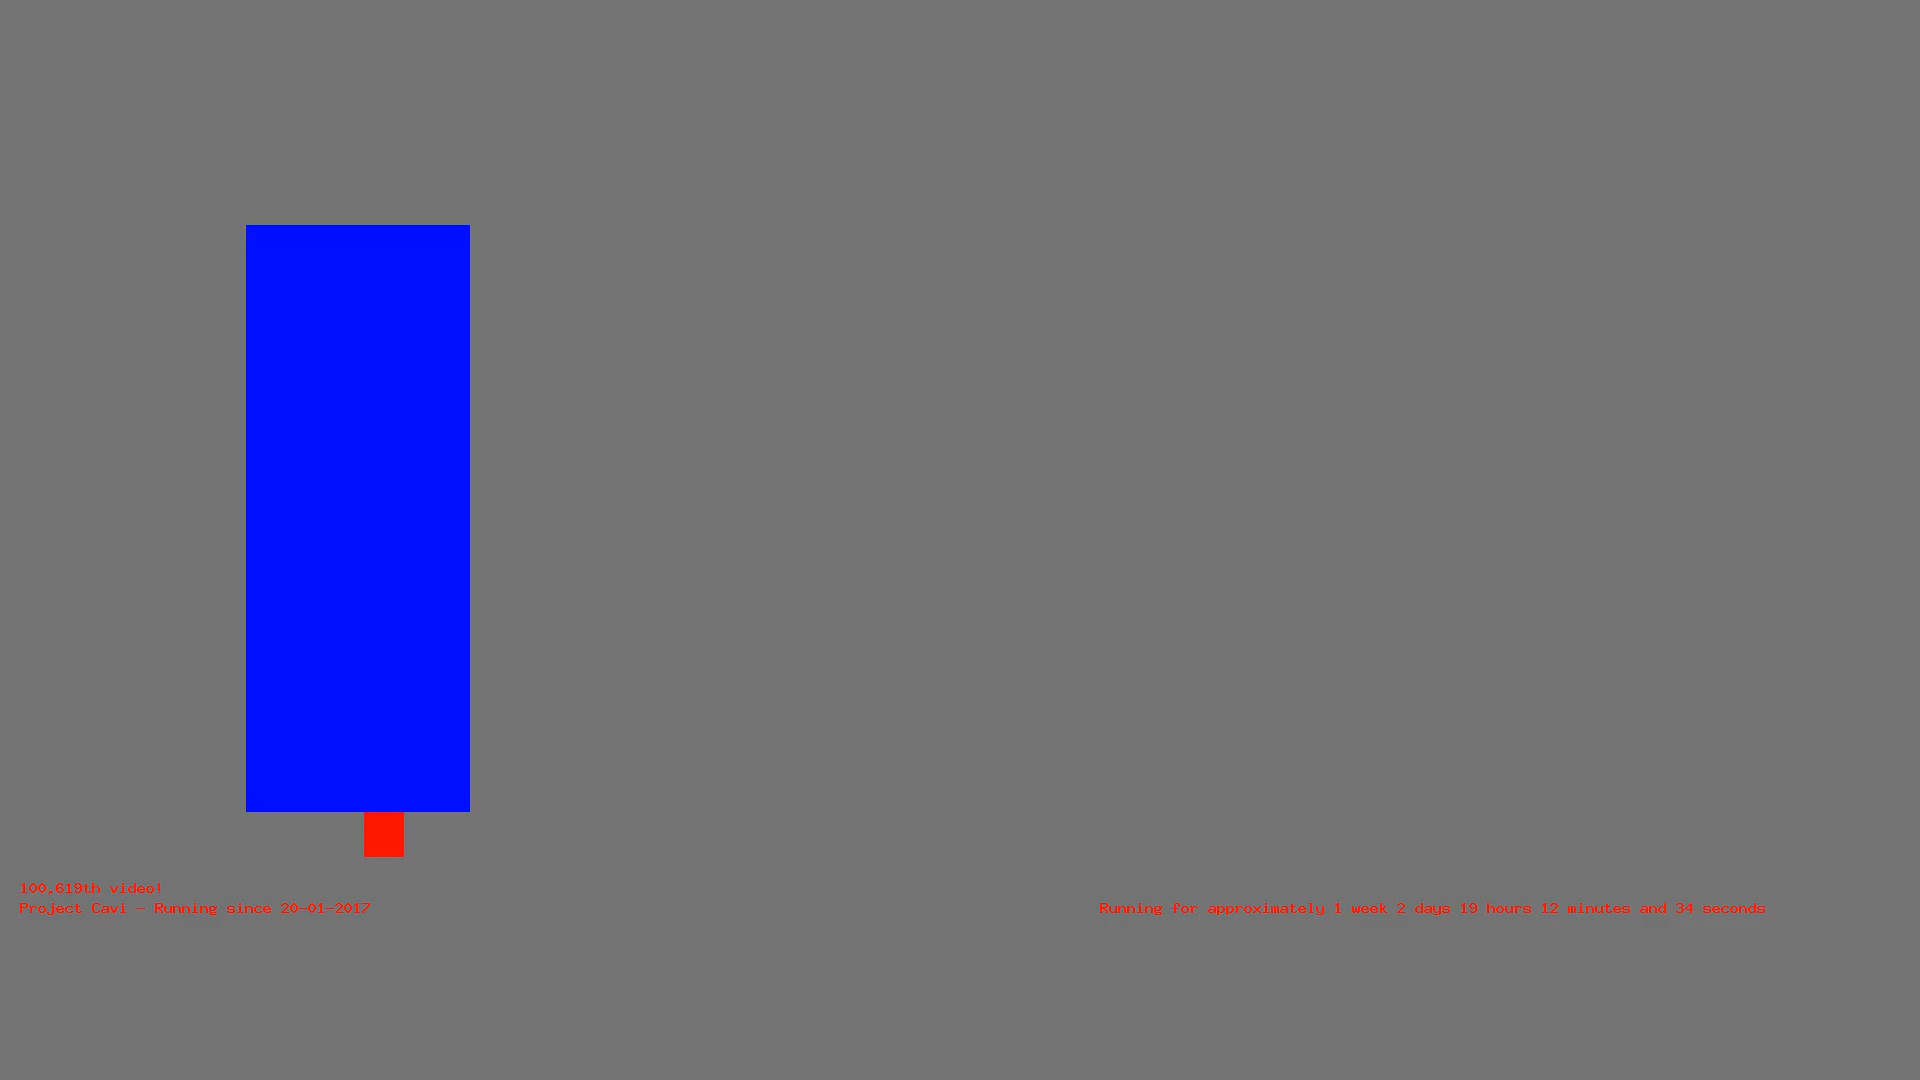 100,619th video!
Project Cavi - Running since 20-01-2017
Running for approximately 1 week 2 days 19 hours 12 minutes and 34 seconds